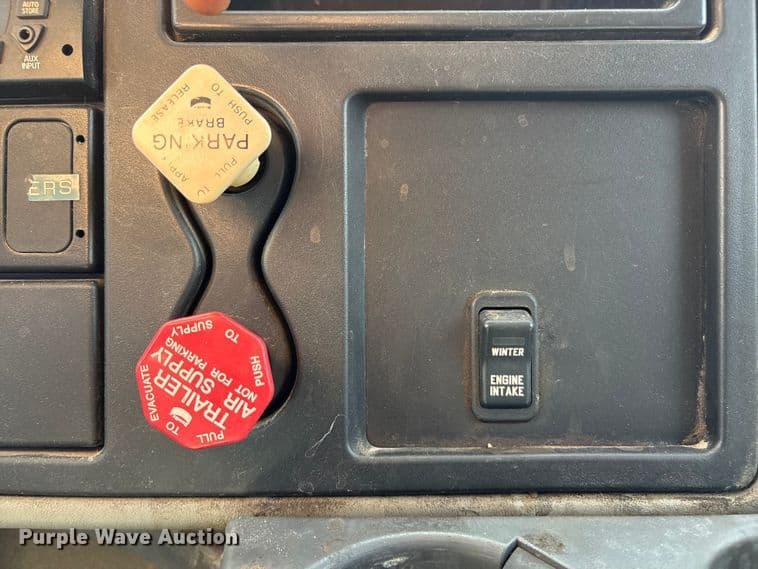 AUTO
STORE
AUX
INPUT
ERS
PUSH TO
RELEASE
PARKING
BRAKE
PULL TO
APPLY
TRAILER
AIR SUPPLY
NOT FOR PARKING
PUSH
TO
SUPPLY
PULL
TO
EVACUATE
WINTER
ENGINE
INTAKE
Purple Wave Auction